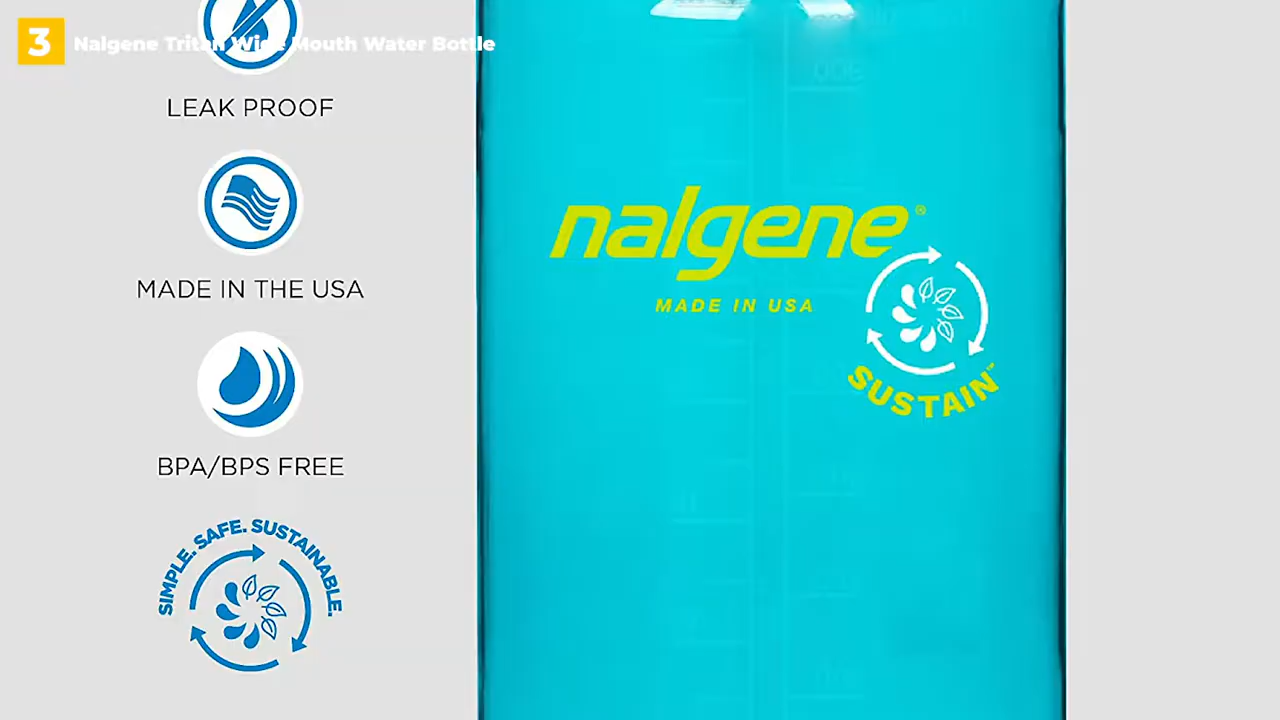 3 Nalgene Tritan Wide Mouth Water Bottle
LEAK PROOF
MADE IN THE USA
BPA/BPS FREE
SIMPLE. SAFE. SUSTAINABLE.
nalgene®
MADE IN USA
SUSTAIN™